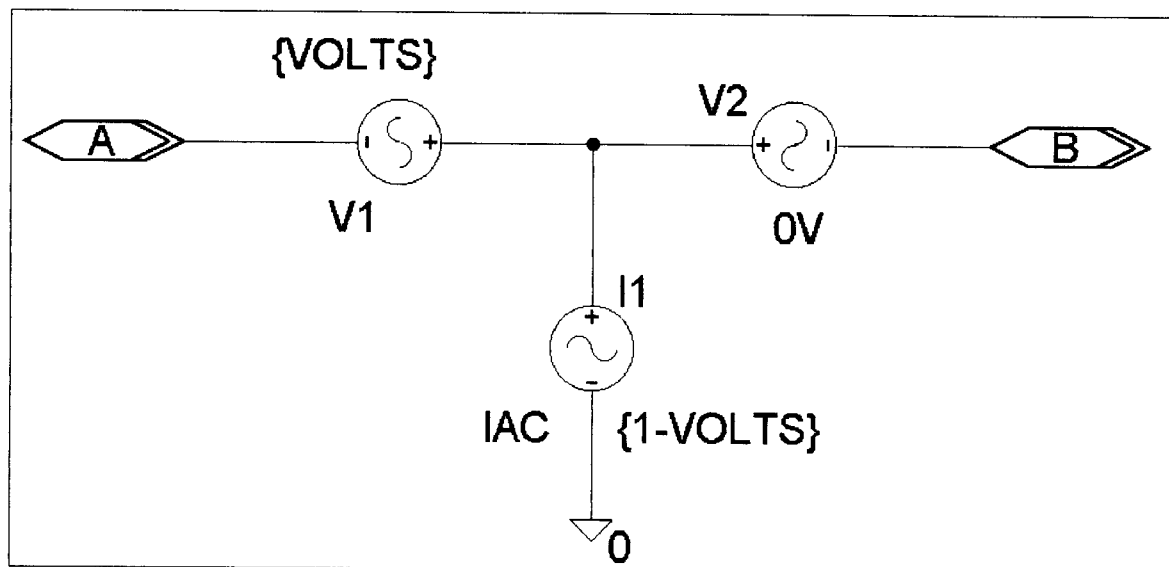 {VOLTS}
V2
A
-
+
+
-
B
V1
0V
I1
+
-
IAC
{1-VOLTS}
0